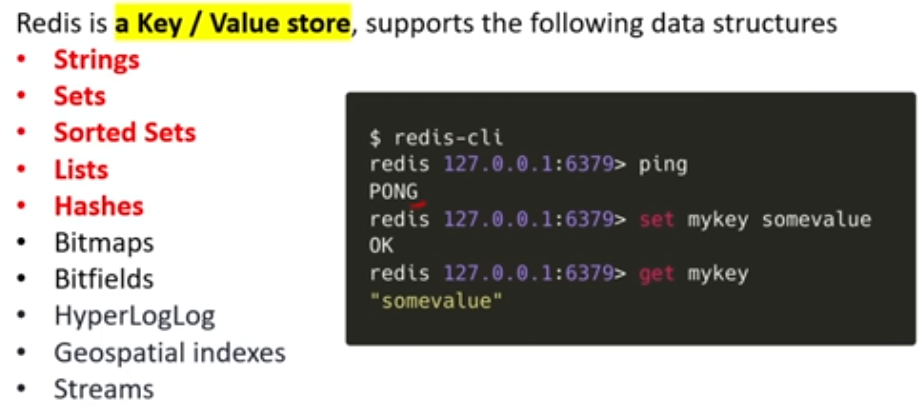 Redis is a Key / Value store, supports the following data structures
• Strings
• Sets
• Sorted Sets
• Lists
• Hashes
• Bitmaps
• Bitfields
• HyperLogLog
• Geospatial indexes
• Streams
$ redis-cli
redis 127.0.0.1:6379> ping
PONG
redis 127.0.0.1:6379> set mykey somevalue
OK
redis 127.0.0.1:6379> get mykey
"somevalue"